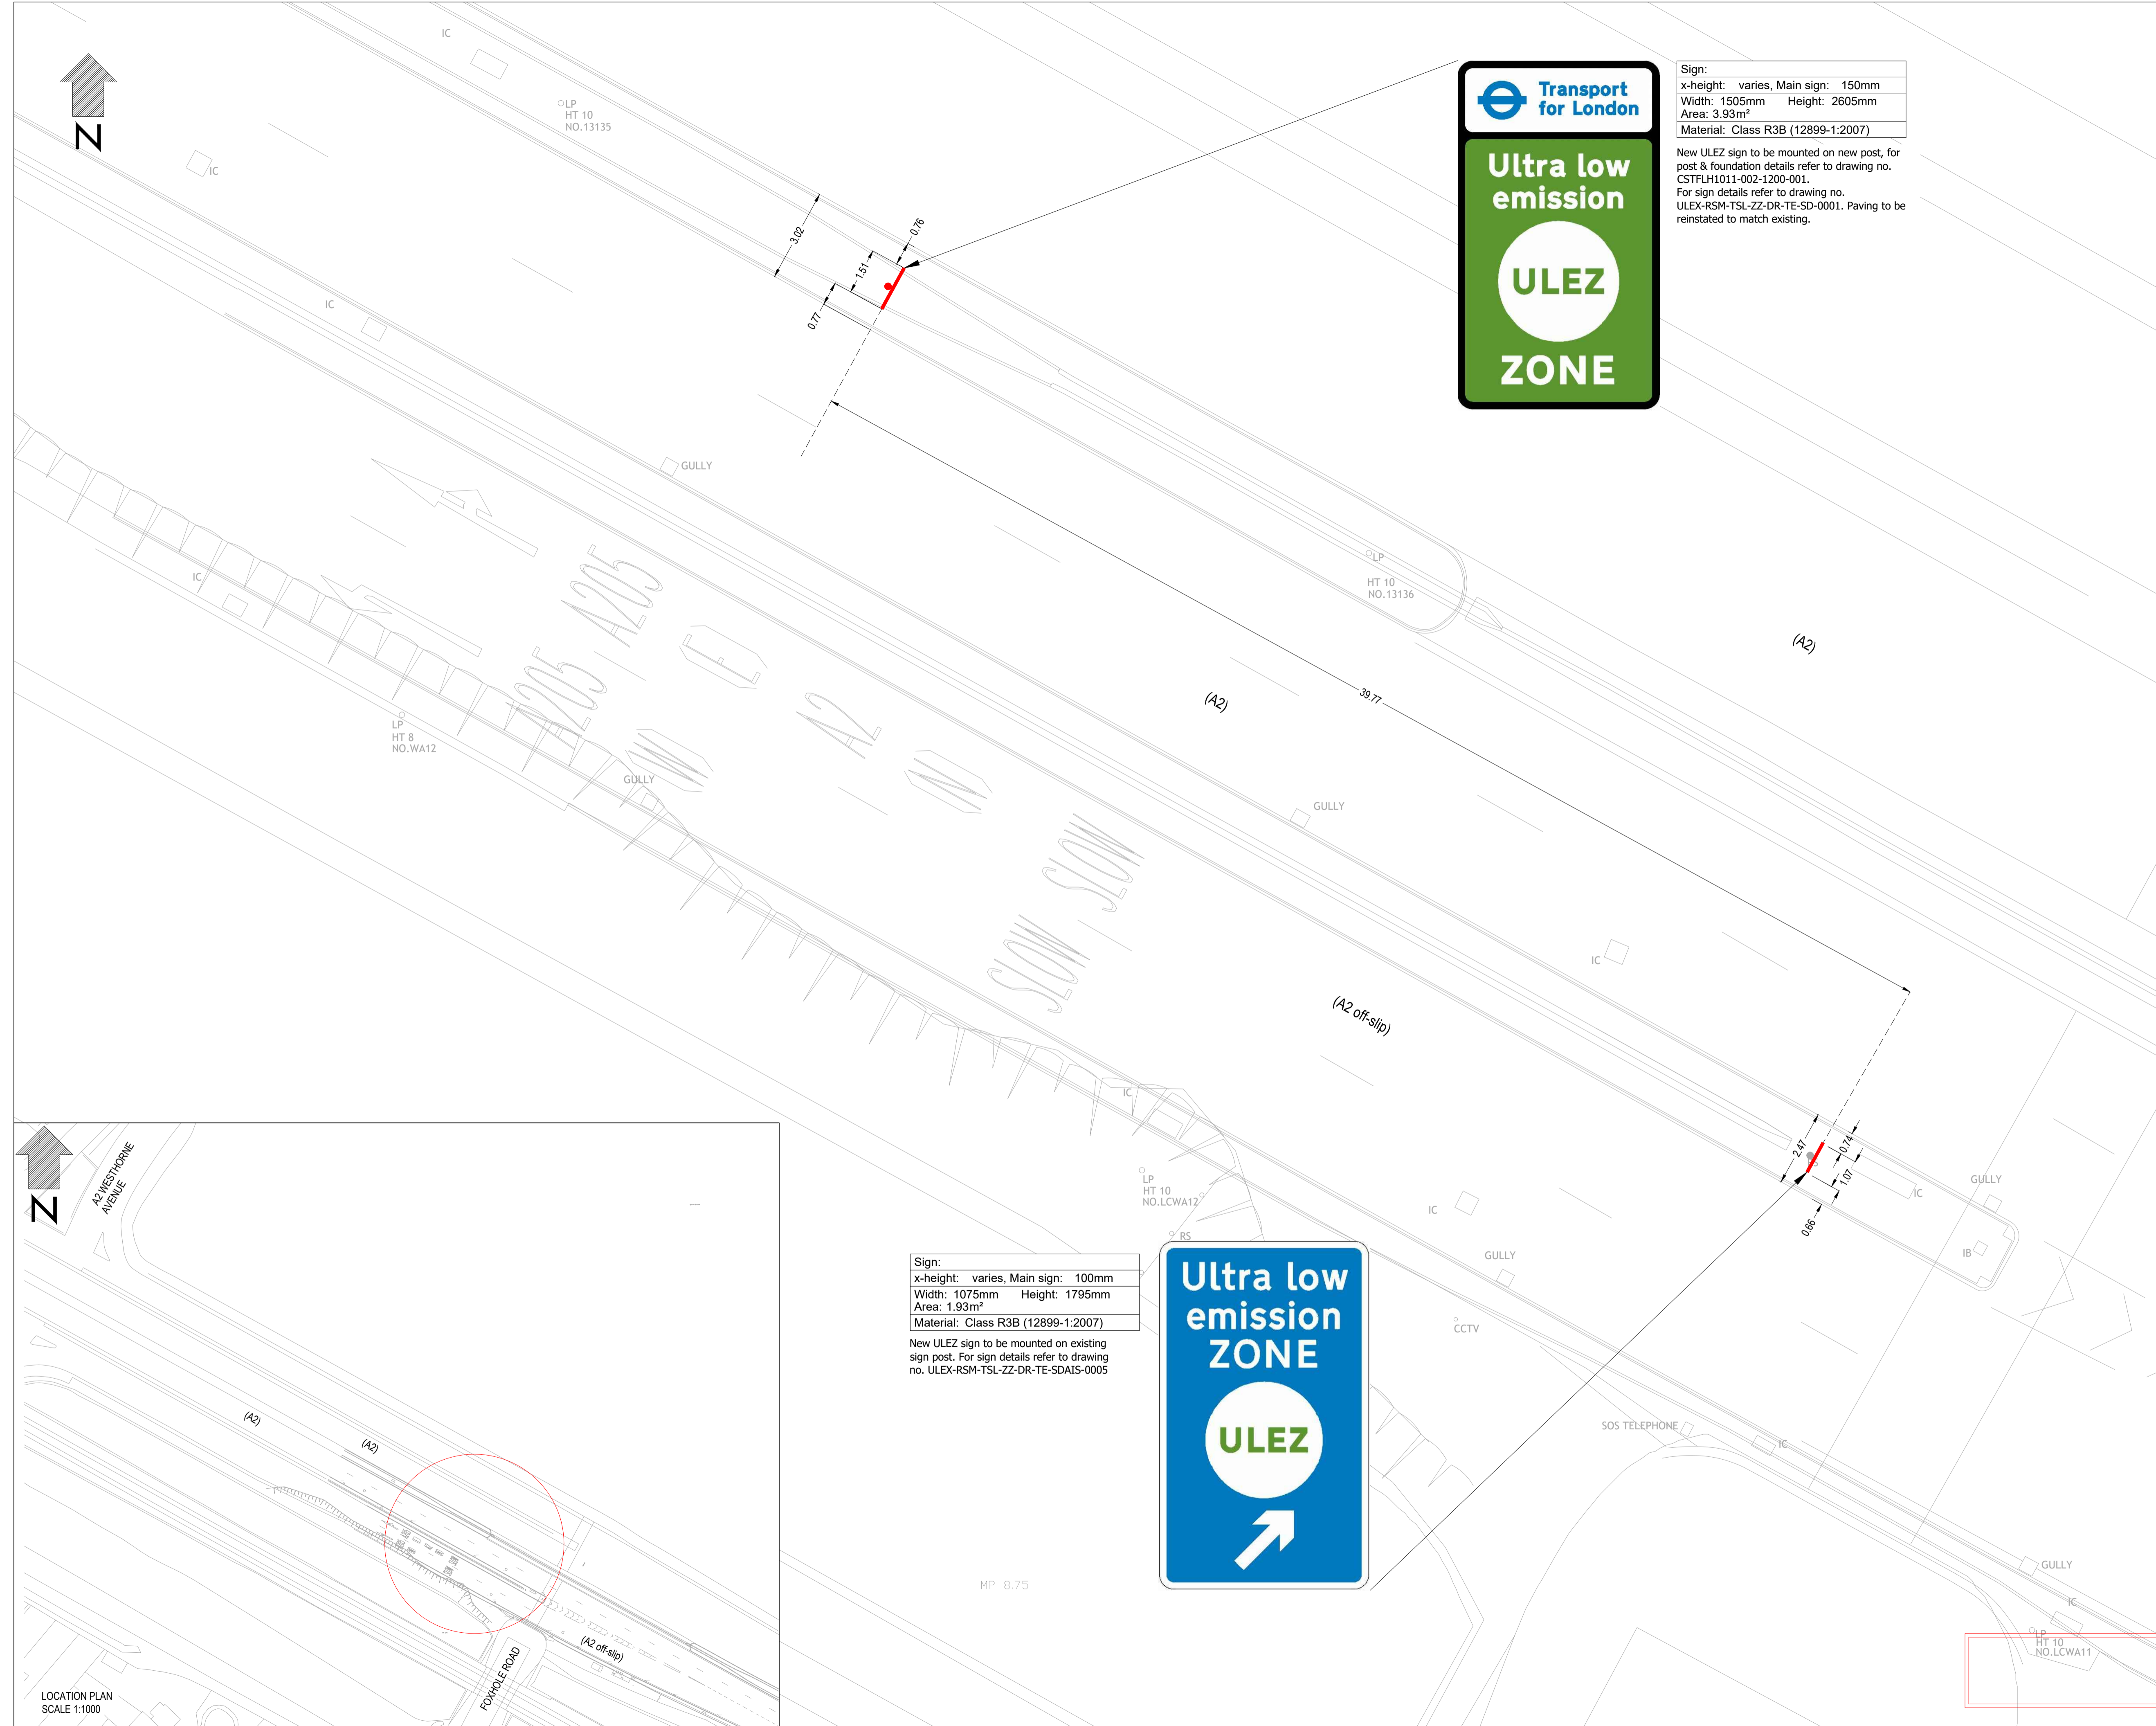 N
IC
LP
HT 10
NO.13135
IC
IC
3.02
0.76
1.51
0.77
Transport
for London
Ultra low
emission
ULEZ
ZONE
Sign:
x-height: varies, Main sign: 150mm
Width: 1505mm Height: 2605mm
Area: 3.93m²
Material: Class R3B (12899-1:2007)
New ULEZ sign to be mounted on new post, for
post & foundation details refer to drawing no.
CSTFLH1011-002-1200-001.
For sign details refer to drawing no.
ULEX-RSM-TSL-ZZ-DR-TE-SD-0001. Paving to be
reinstated to match existing.
GULLY
IC
LP
HT 10
NO.13136
(A2)
(A2)
39.77
A205 A205
(E)
A2
(W)
(W)
LP
HT 8
NO.WA12
GULLY
GULLY
SLOW SLOW
IC
(A2 off-slip)
IC
2.47
0.74
1.07
0.66
IC
GULLY
IB
LP
HT 10
NO.LCWA12
RS
IC
GULLY
CCTV
Sign:
x-height: varies, Main sign: 100mm
Width: 1075mm Height: 1795mm
Area: 1.93m²
Material: Class R3B (12899-1:2007)
New ULEZ sign to be mounted on existing
sign post. For sign details refer to drawing
no. ULEX-RSM-TSL-ZZ-DR-TE-SDAIS-0005
Ultra low
emission
ZONE
ULEZ
SOS TELEPHONE
IC
GULLY
IC
LP
HT 10
NO.LCWA11
MP 8.75
N
A2 WESTHORNE
AVENUE
(A2)
(A2)
(A2 off-slip)
FOXHOLE ROAD
LOCATION PLAN
SCALE 1:1000